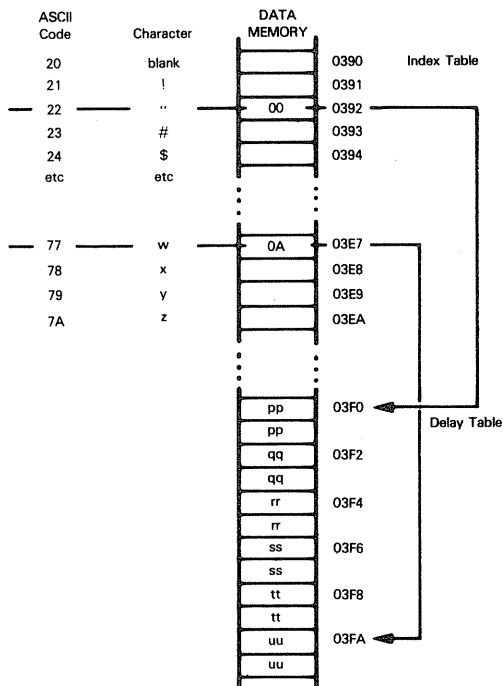 ASCII Code Character DATA MEMORY
20 blank 0390 Index Table
21 ! 0391
22 " 00 0392
23 # 0393
24 $ 0394
etc etc
77 w 0A 03E7
78 x 03E8
79 y 03E9
7A z 03EA
pp 03F0
pp Delay Table
qq 03F2
qq
rr 03F4
rr
ss 03F6
ss
tt 03F8
tt
uu 03FA
uu